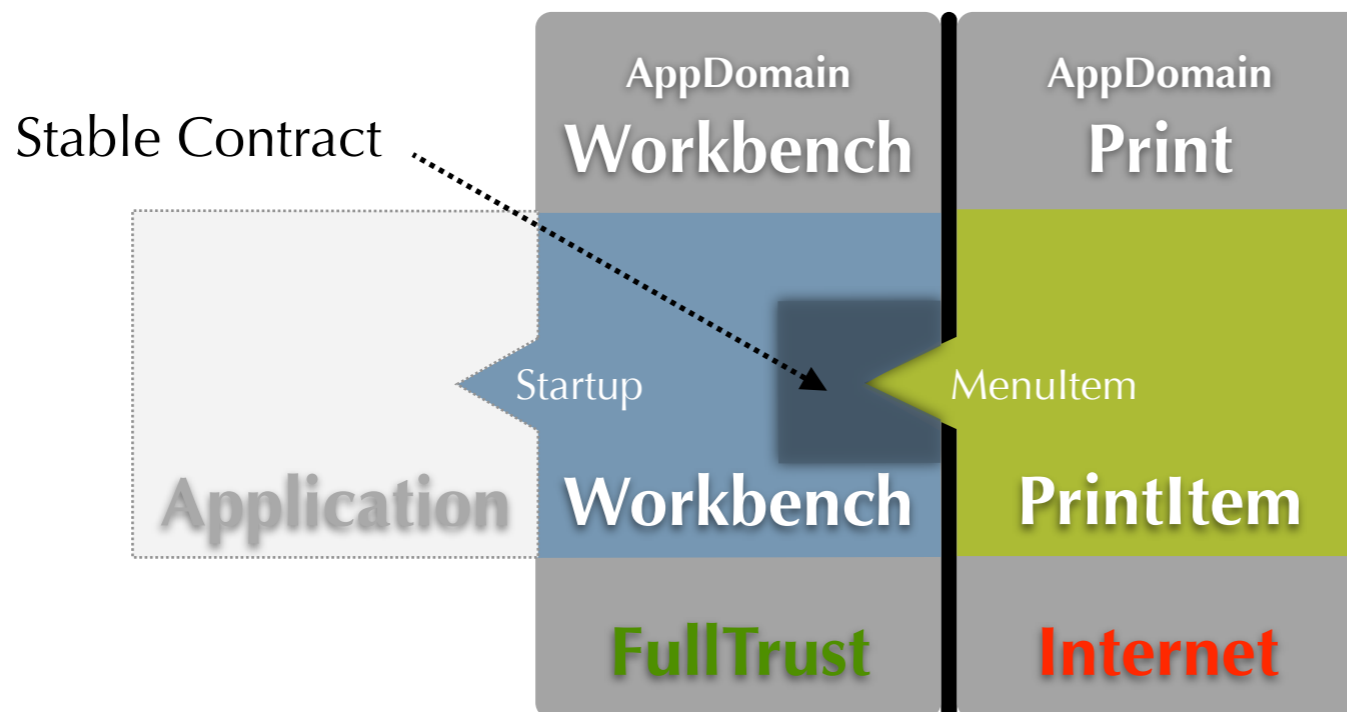 AppDomain
Workbench
AppDomain
Print
Stable Contract
Startup
MenuItem
Application
Workbench
PrintItem
FullTrust
Internet